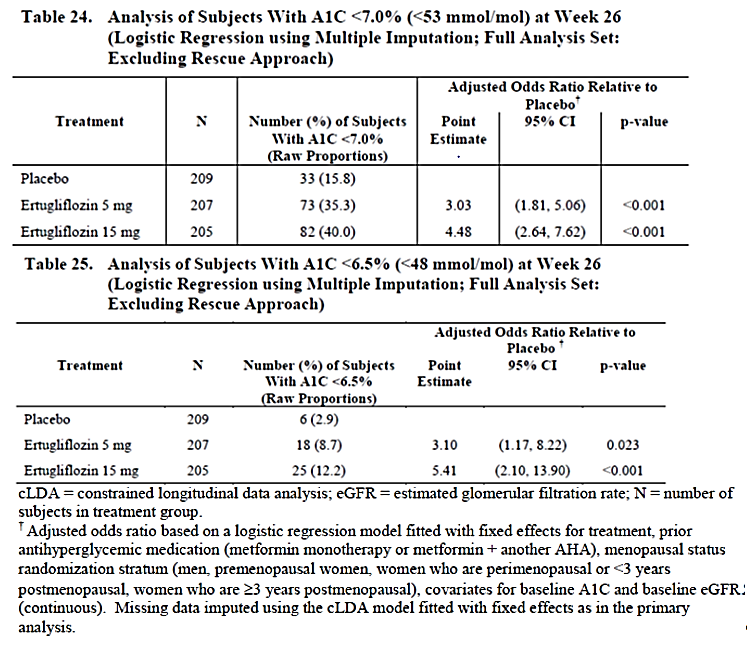 Table 24. Analysis of Subjects With A1C <7.0% (<53 mmol/mol) at Week 26
(Logistic Regression using Multiple Imputation; Full Analysis Set:
Excluding Rescue Approach)
Adjusted Odds Ratio Relative to
Placebo†
Treatment N Number (%) of Subjects Point 95% CI p-value
With A1C <7.0% Estimate
(Raw Proportions)
Placebo 209 33 (15.8)
Ertugliflozin 5 mg 207 73 (35.3) 3.03 (1.81, 5.06) <0.001
Ertugliflozin 15 mg 205 82 (40.0) 4.48 (2.64, 7.62) <0.001
Table 25. Analysis of Subjects With A1C <6.5% (<48 mmol/mol) at Week 26
(Logistic Regression using Multiple Imputation; Full Analysis Set:
Excluding Rescue Approach)
Adjusted Odds Ratio Relative to
Placebo †
Treatment N Number (%) of Subjects Point 95% CI p-value
With A1C <6.5% Estimate
(Raw Proportions)
Placebo 209 6 (2.9)
Ertugliflozin 5 mg 207 18 (8.7) 3.10 (1.17, 8.22) 0.023
Ertugliflozin 15 mg 205 25 (12.2) 5.41 (2.10, 13.90) <0.001
cLDA = constrained longitudinal data analysis; eGFR = estimated glomerular filtration rate; N = number of
subjects in treatment group.
† Adjusted odds ratio based on a logistic regression model fitted with fixed effects for treatment, prior
antihyperglycemic medication (metformin monotherapy or metformin + another AHA), menopausal status
randomization stratum (men, premenopausal women, women who are perimenopausal or <3 years
postmenopausal, women who are ≥3 years postmenopausal), covariates for baseline A1C and baseline eGFR
(continuous). Missing data imputed using the cLDA model fitted with fixed effects as in the primary
analysis.